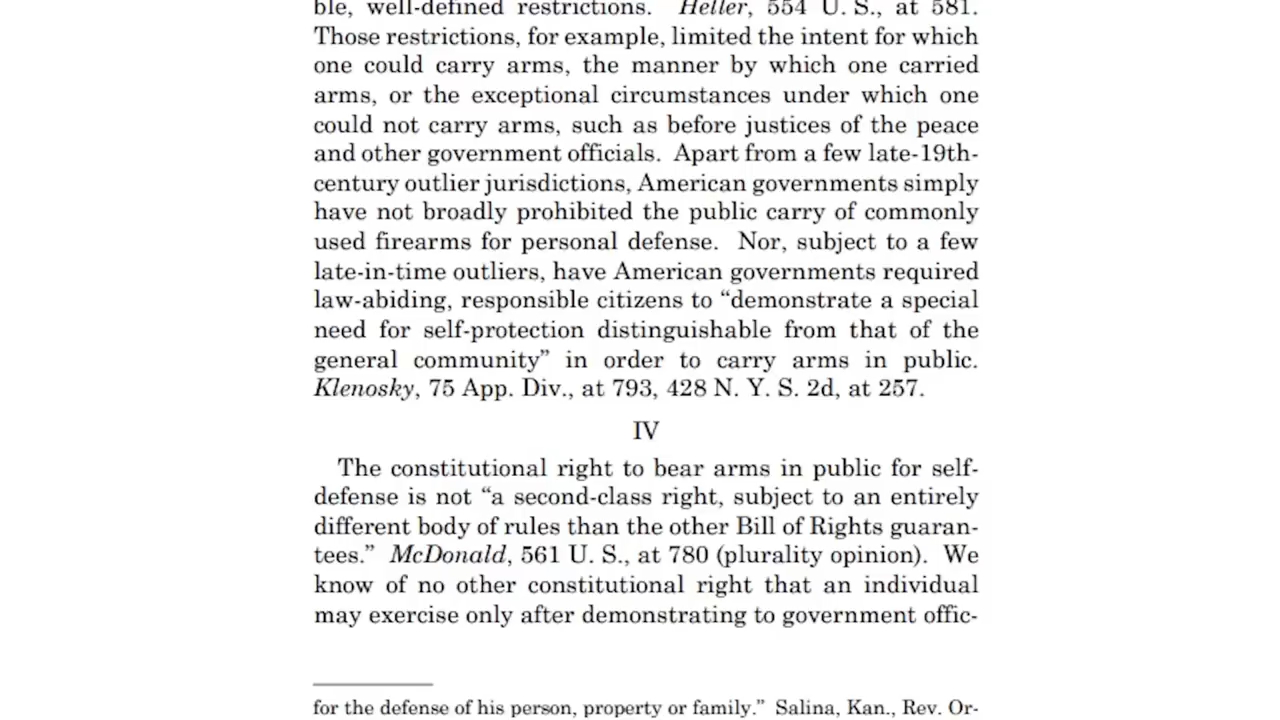 ble, well-defined restrictions. Heller, 554 U. S., at 581.
Those restrictions, for example, limited the intent for which
one could carry arms, the manner by which one carried
arms, or the exceptional circumstances under which one
could not carry arms, such as before justices of the peace
and other government officials. Apart from a few late-19th-
century outlier jurisdictions, American governments simply
have not broadly prohibited the public carry of commonly
used firearms for personal defense. Nor, subject to a few
late-in-time outliers, have American governments required
law-abiding, responsible citizens to “demonstrate a special
need for self-protection distinguishable from that of the
general community” in order to carry arms in public.
Klenosky, 75 App. Div., at 793, 428 N. Y. S. 2d, at 257.
IV
The constitutional right to bear arms in public for self-
defense is not “a second-class right, subject to an entirely
different body of rules than the other Bill of Rights guaran-
tees.” McDonald, 561 U. S., at 780 (plurality opinion). We
know of no other constitutional right that an individual
may exercise only after demonstrating to government offic-
for the defense of his person, property or family.” Salina, Kan., Rev. Or-